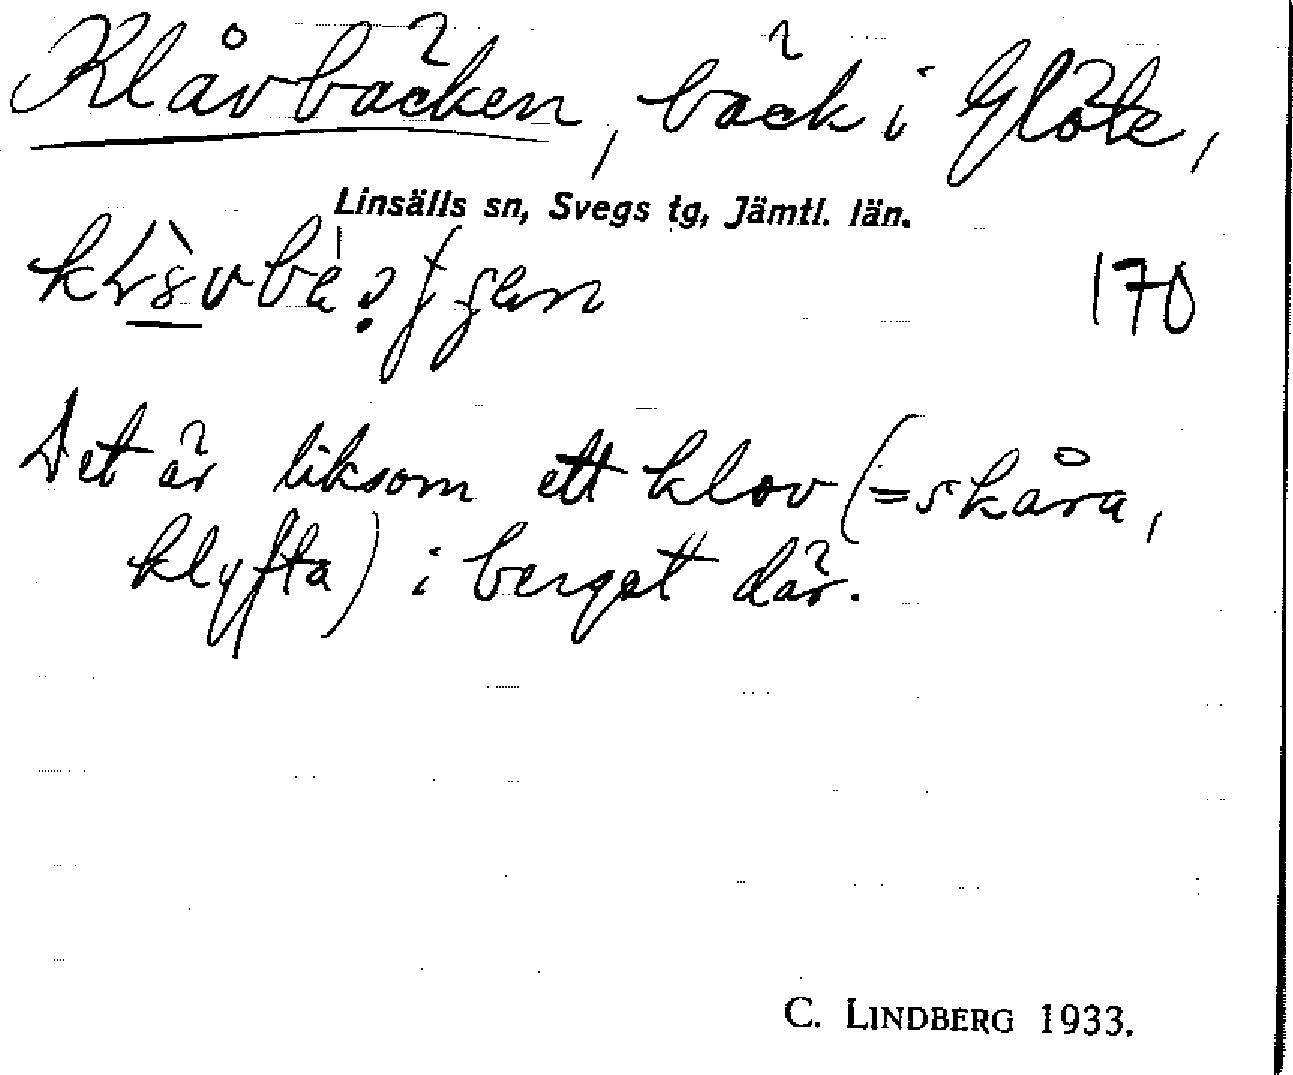 Klåvbäcken, bäck i Glöte,
Linsälls sn, Svegs tg, Jämtl. län.
170
Det är liksom ett klov (=skåra,
klyfta) i berget där.
C. LINDBERG 1933.